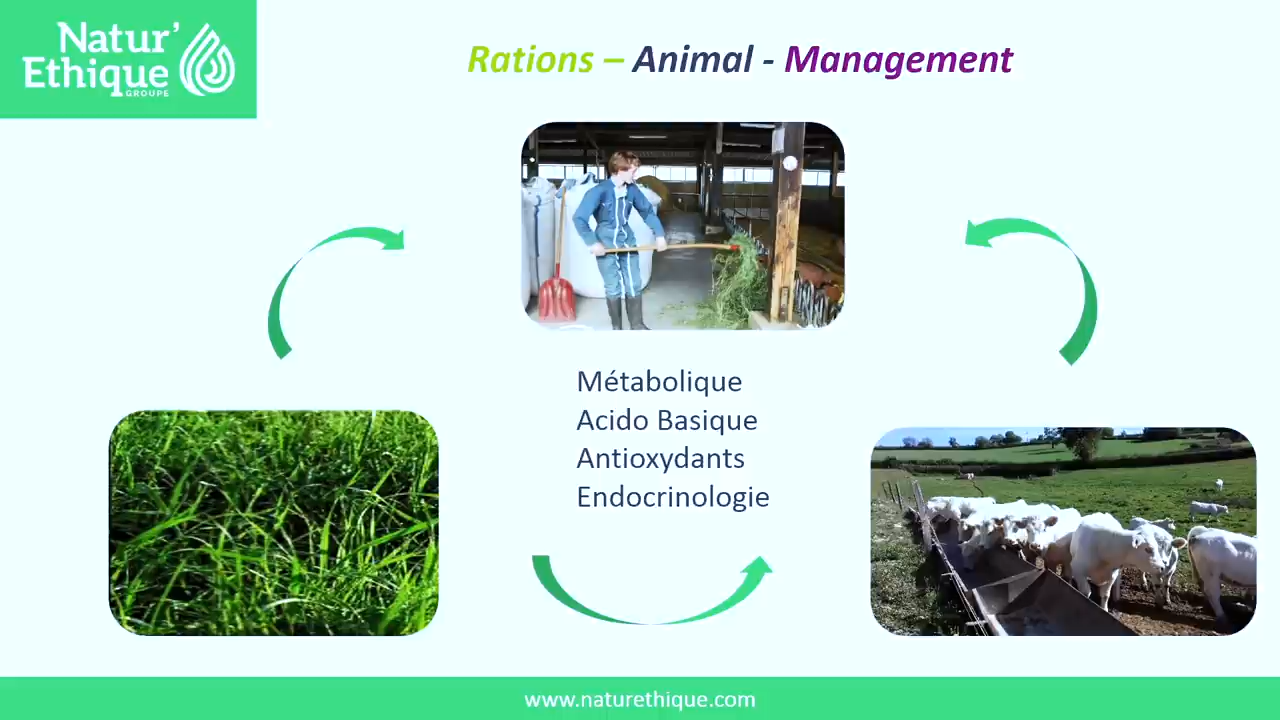 Natur'
Ethique
GROUPE
Rations – Animal - Management
Métabolique
Acido Basique
Antioxydants
Endocrinologie
www.naturethique.com